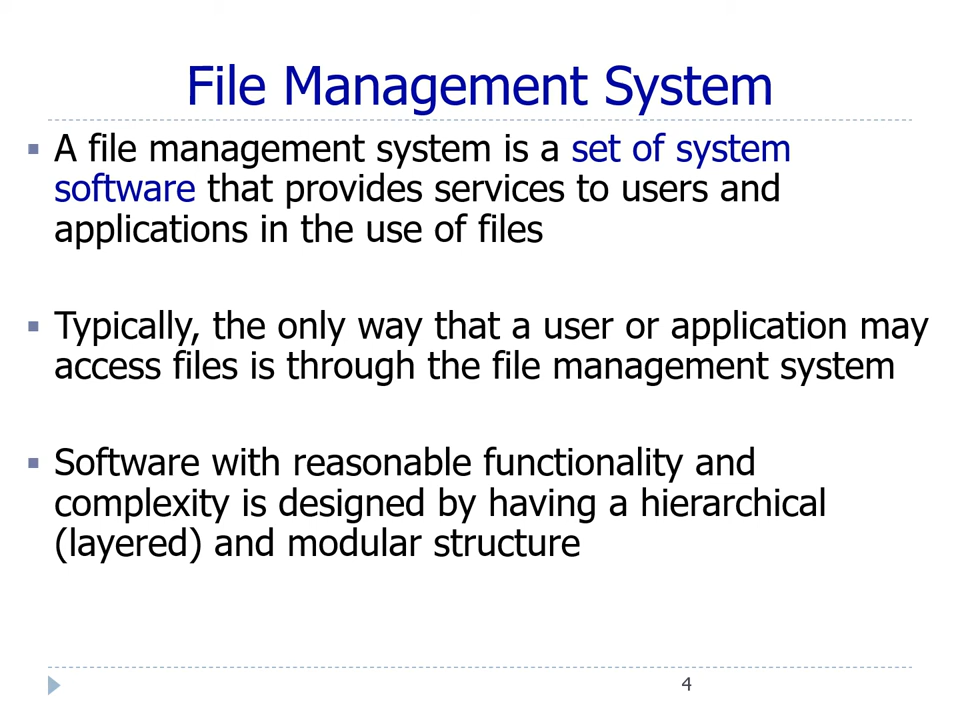 File Management System
▪ A file management system is a set of system
software that provides services to users and
applications in the use of files
▪ Typically, the only way that a user or application may
access files is through the file management system
▪ Software with reasonable functionality and
complexity is designed by having a hierarchical
(layered) and modular structure
4